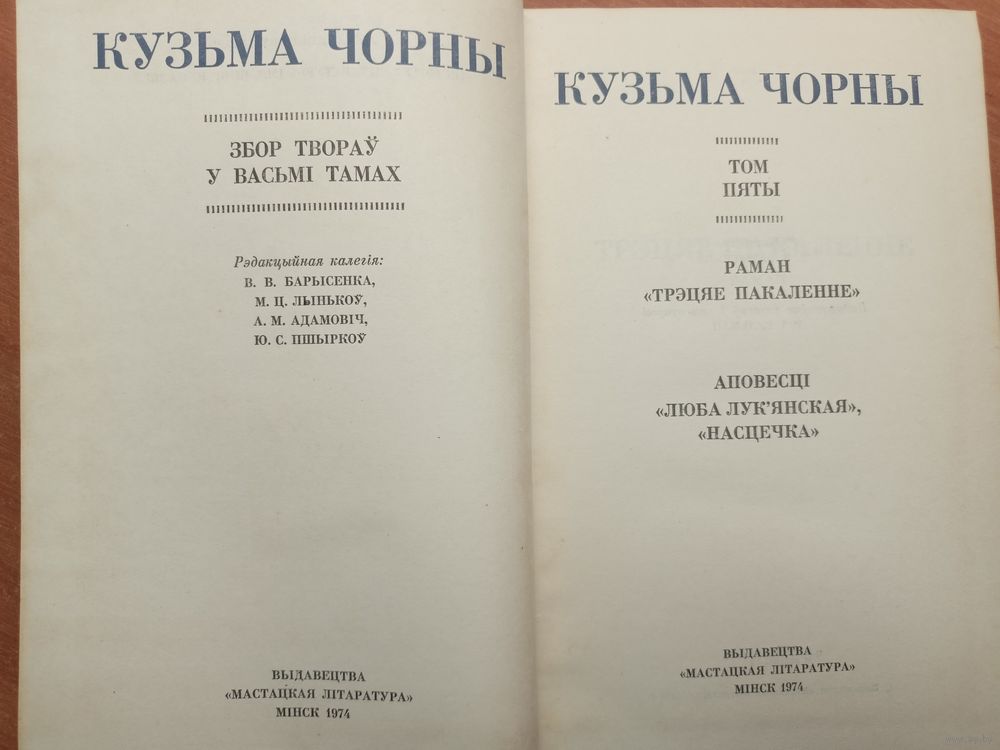 КУЗЬМА ЧОРНЫ
ЗБОР ТВОРАЎ
У ВАСЬМІ ТАМАХ
Рэдакцыйная калегія:
В. В. БАРЫСЕНКА,
М. Ц. ЛЫНЬКОЎ,
А. М. АДАМОВІЧ,
Ю. С. ПШЫРКОЎ
ВЫДАВЕЦТВА
«МАСТАЦКАЯ ЛІТАРАТУРА»
МІНСК 1974
КУЗЬМА ЧОРНЫ
ТОМ
ПЯТЫ
РАМАН
«ТРЭЦЯЕ ПАКАЛЕННЕ»
АПОВЕСЦІ
«ЛЮБА ЛУК'ЯНСКАЯ»,
«НАСЦЕЧКА»
ВЫДАВЕЦТВА
«МАСТАЦКАЯ ЛІТАРАТУРА»
МІНСК 1974